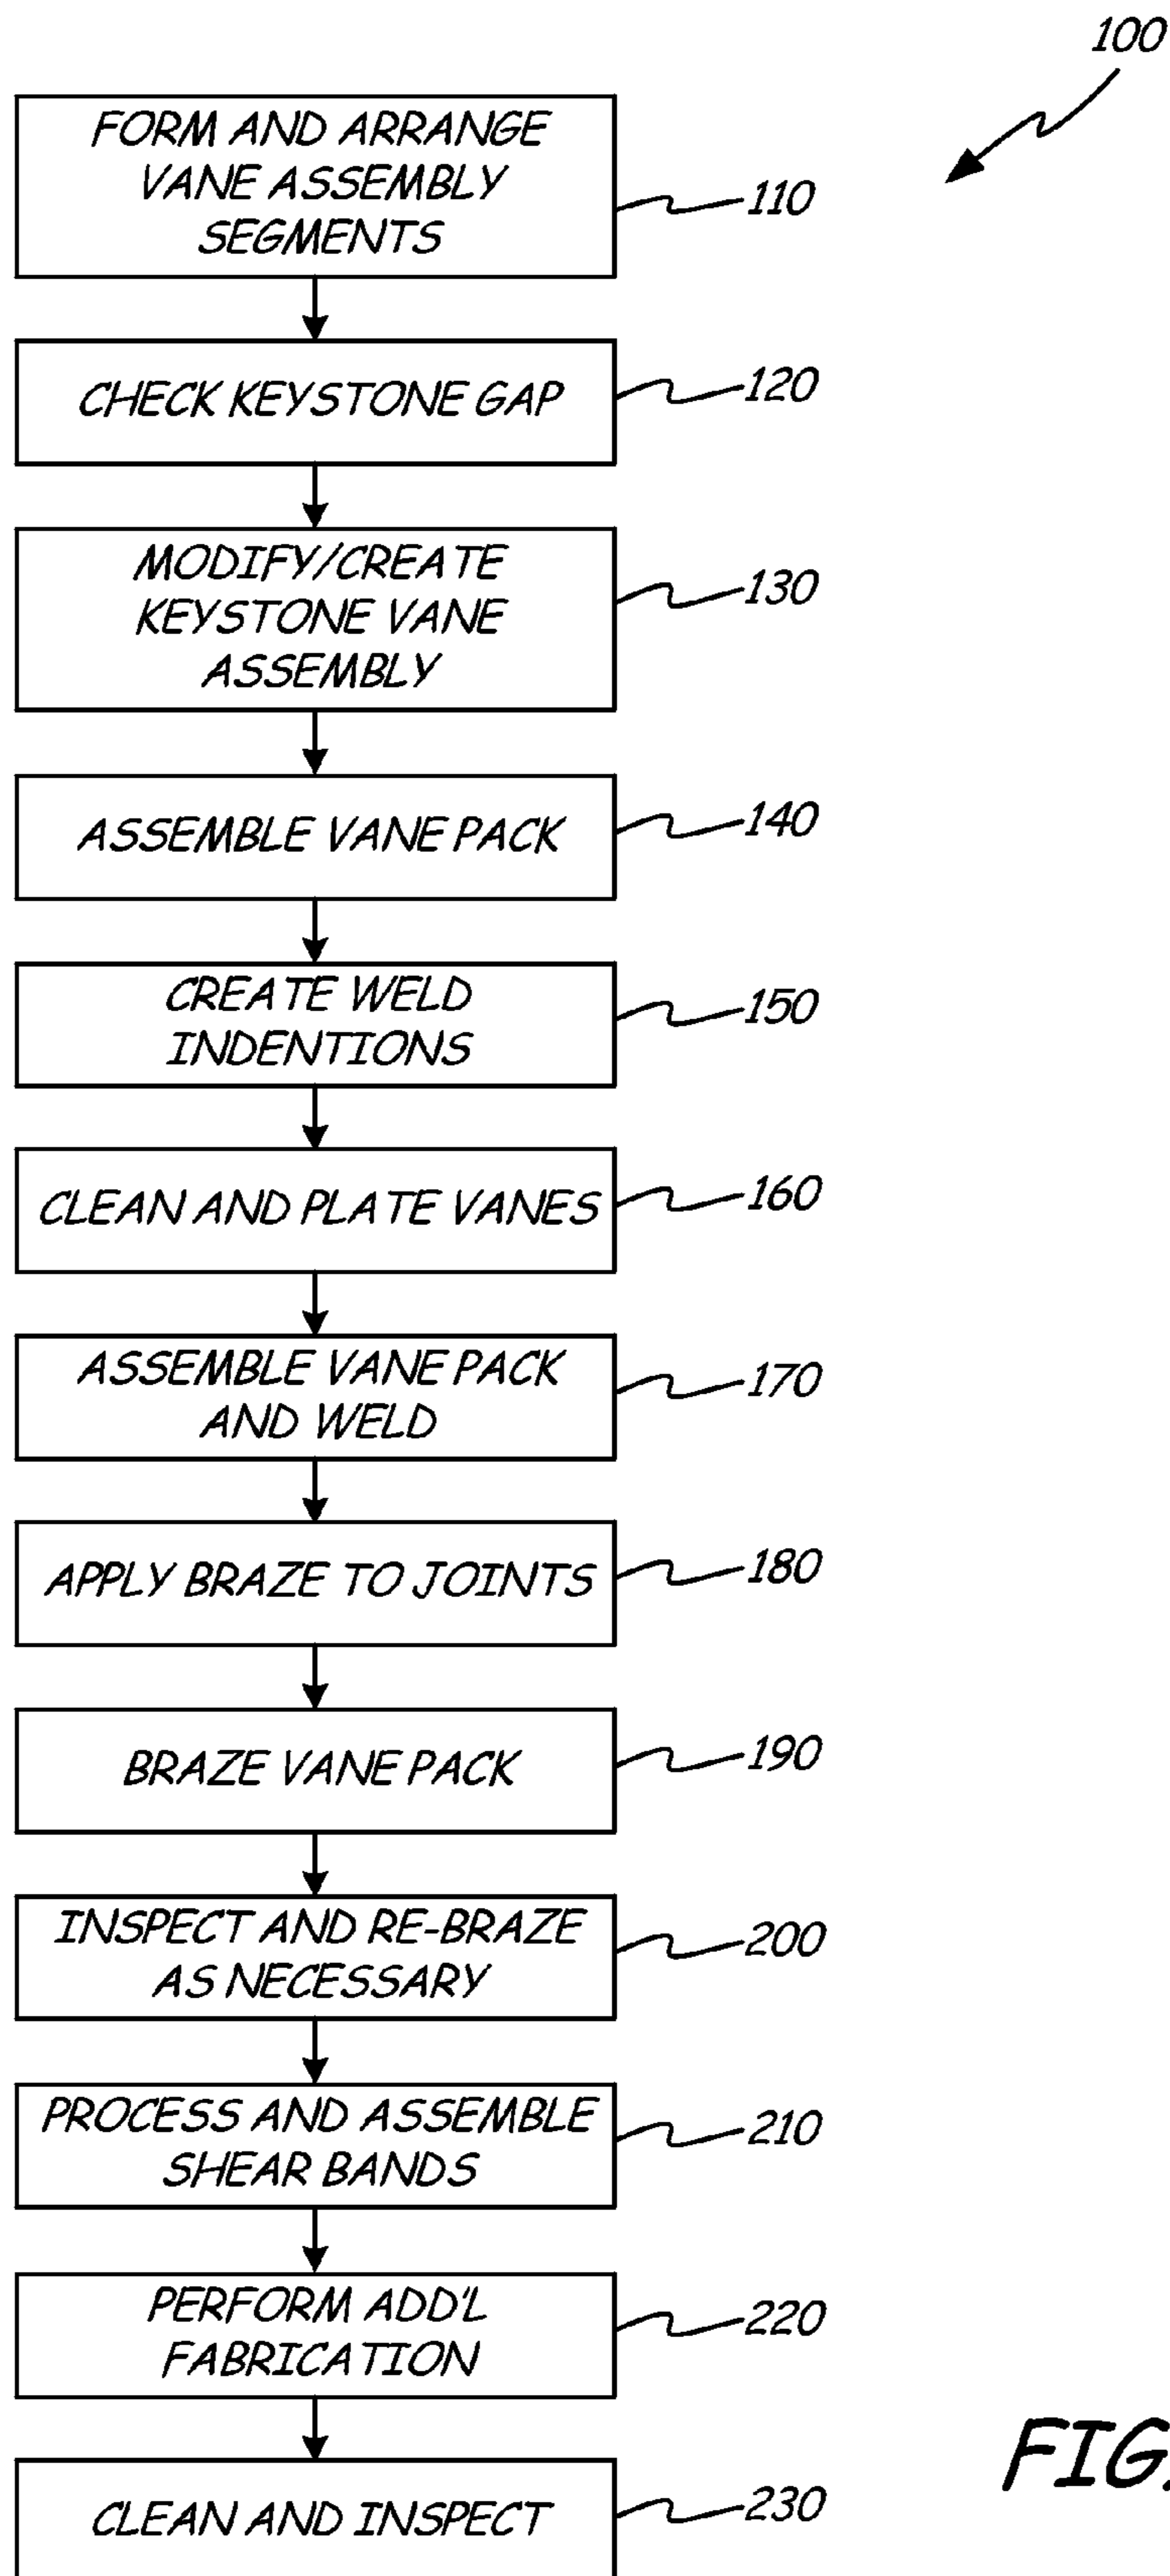 100
FORM AND ARRANGE
VANE ASSEMBLY
SEGMENTS
110
CHECK KEYSTONE GAP
120
MODIFY/CREATE
KEYSTONE VANE
ASSEMBLY
130
ASSEMBLE VANE PACK
140
CREATE WELD
INDENTIONS
150
CLEAN AND PLATE VANES
160
ASSEMBLE VANE PACK
AND WELD
170
APPLY BRAZE TO JOINTS
180
BRAZE VANE PACK
190
INSPECT AND RE-BRAZE
AS NECESSARY
200
PROCESS AND ASSEMBLE
SHEAR BANDS
210
PERFORM ADD'L
FABRICATION
220
CLEAN AND INSPECT
230
FIG.